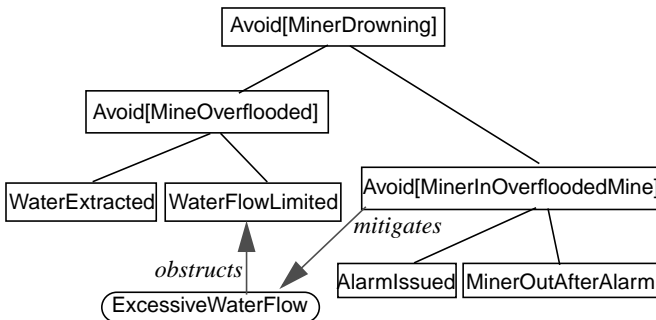 Avoid[MinerDrowning]
Avoid[MineOverflooded]
WaterExtracted
WaterFlowLimited
Avoid[MinerInOverfloodedMine]
mitigates
obstructs
AlarmIssued
MinerOutAfterAlarm
ExcessiveWaterFlow